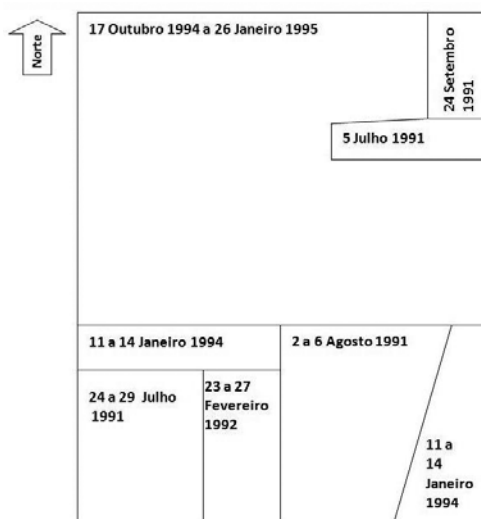 Norte
17 Outubro 1994 a 26 Janeiro 1995
24 Setembro
1991
5 Julho 1991
11 a 14 Janeiro 1994
2 a 6 Agosto 1991
24 a 29 Julho
1991
23 a 27
Fevereiro
1992
11 a
14
Janeiro
1994